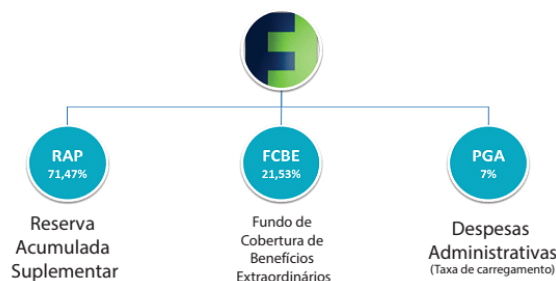 RAP
71,47%
FCBE
21,53%
PGA
7%
Reserva
Acumulada
Suplementar
Fundo de
Cobertura de
Benefícios
Extraordinários
Despesas
Administrativas
(Taxa de carregamento)